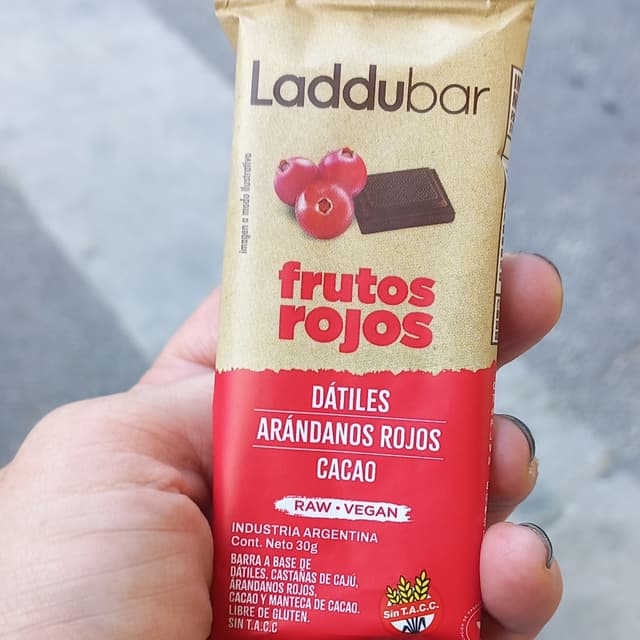 Laddubar
Imagen a modo ilustrativo
frutos
rojos
DÁTILES
ARÁNDANOS ROJOS
CACAO
RAW • VEGAN
INDUSTRIA ARGENTINA
Cont. Neto 30g
BARRA A BASE DE
DÁTILES, CASTAÑAS DE CAJÚ,
ARÁNDANOS ROJOS,
CACAO Y MANTECA DE CACAO.
LIBRE DE GLUTEN.
SIN T.A.C.C
Sin T.A.C.C.